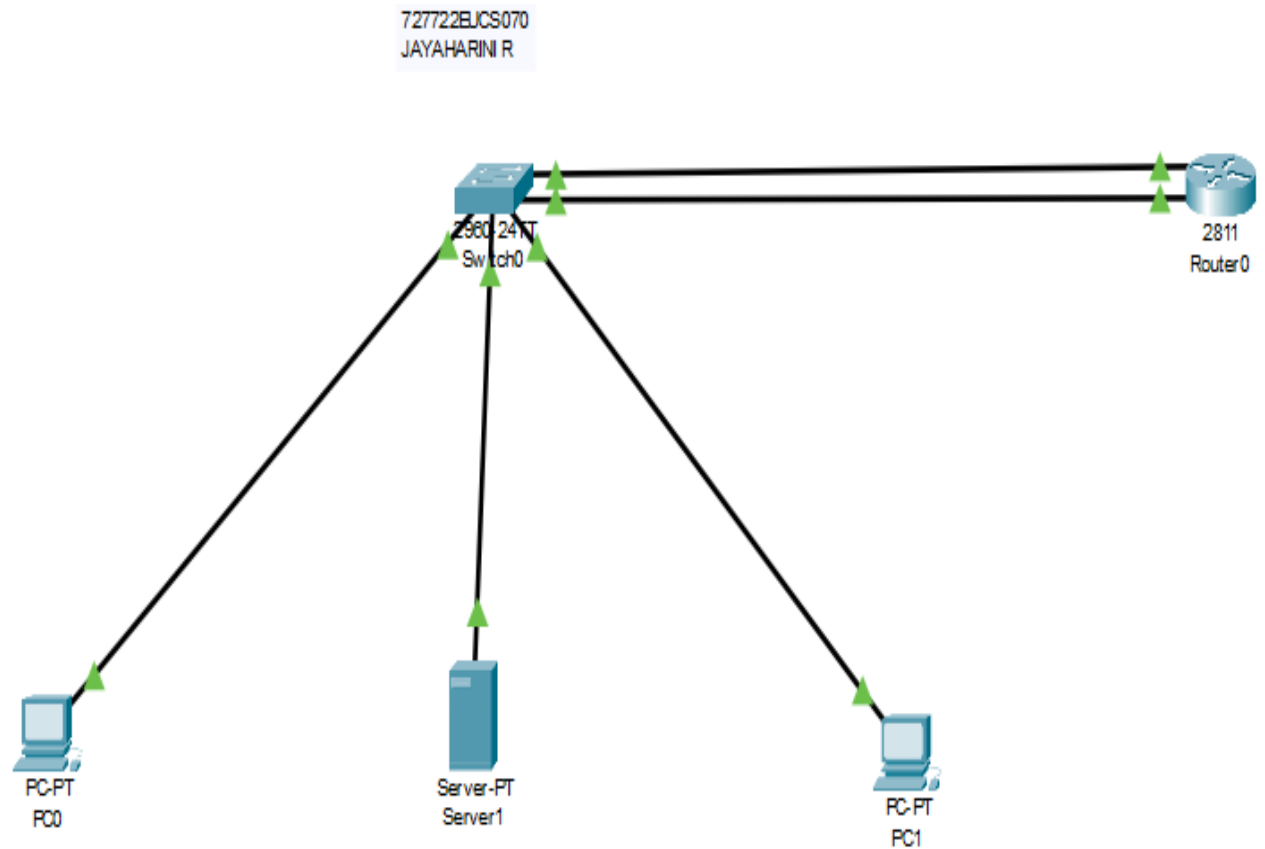 727722EUCS070
JAYAHARINI R
2960-24TT
Switch0
2811
Router0
PC-PT
PC0
Server-PT
Server1
PC-PT
PC1